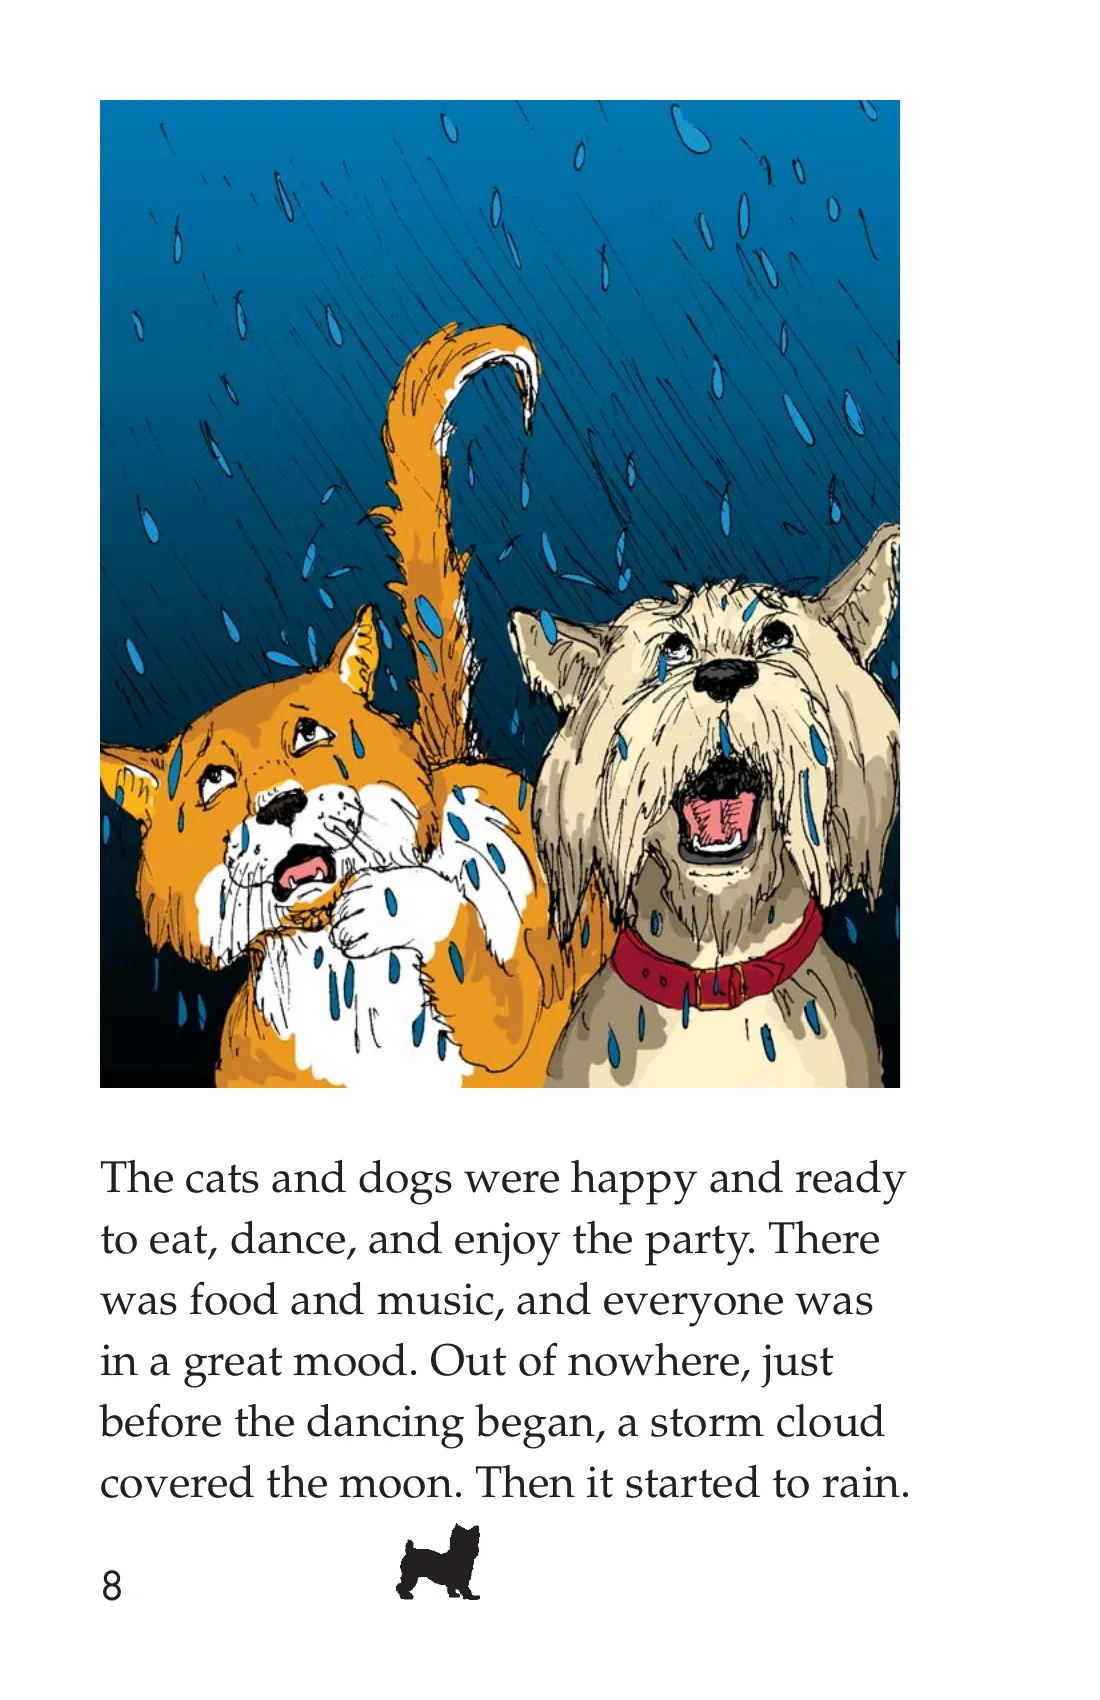 The cats and dogs were happy and ready
to eat, dance, and enjoy the party. There
was food and music, and everyone was
in a great mood. Out of nowhere, just
before the dancing began, a storm cloud
covered the moon. Then it started to rain.
8